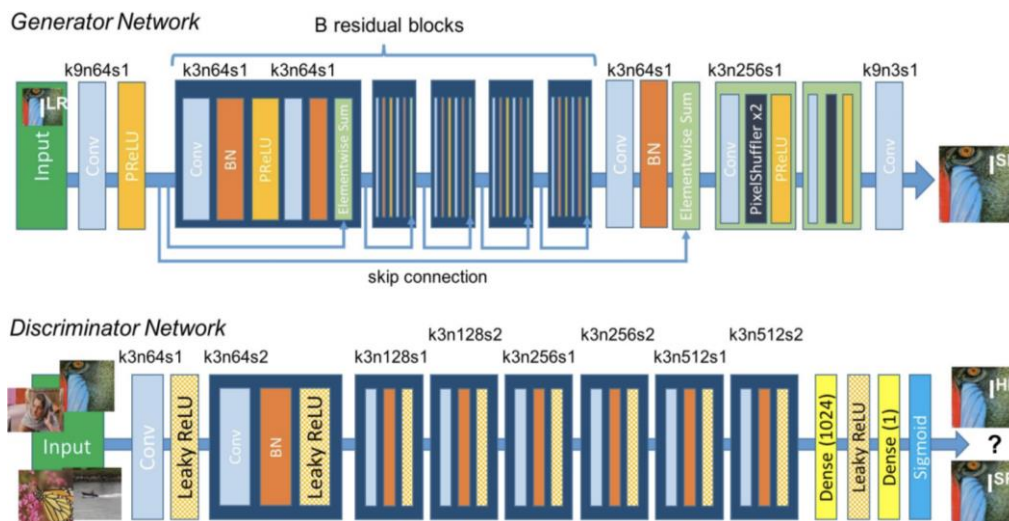 Generator Network
B residual blocks
k9n64s1
k3n64s1 k3n64s1
k3n64s1
k3n256s1
k9n3s1
I LR
Input
Conv
PReLU
Conv
BN
PReLU
Elementwise Sum
Conv
BN
Elementwise Sum
Conv
PixelShuffler x2
PReLU
Conv
skip connection
Discriminator Network
k3n64s1
k3n64s2
k3n128s1
k3n128s2
k3n256s1
k3n256s2
k3n512s1
k3n512s2
Input
Conv
Leaky ReLU
Conv
BN
Leaky ReLU
Dense (1024)
Leaky ReLU
Dense (1)
Sigmoid
?